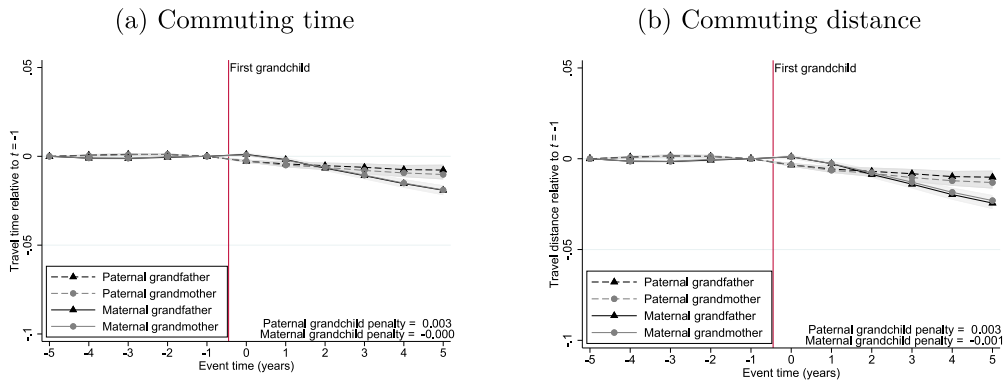 (a) Commuting time
Travel time relative to t = -1
.05
0
-.05
-.1
First grandchild
Paternal grandfather
Paternal grandmother
Maternal grandfather
Maternal grandmother
Paternal grandchild penalty = 0.003
Maternal grandchild penalty = -0.000
-5 -4 -3 -2 -1 0 1 2 3 4 5
Event time (years)
(b) Commuting distance
Travel distance relative to t = -1
.05
0
-.05
-.1
First grandchild
Paternal grandfather
Paternal grandmother
Maternal grandfather
Maternal grandmother
Paternal grandchild penalty = 0.003
Maternal grandchild penalty = -0.001
-5 -4 -3 -2 -1 0 1 2 3 4 5
Event time (years)